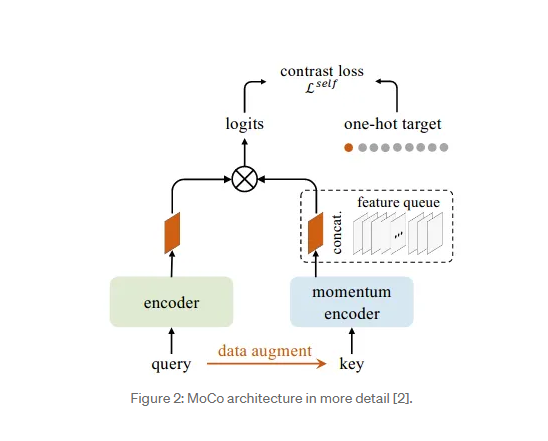 contrast loss
ℒ^self
logits
one-hot target
feature queue
concat.
...
encoder
momentum
encoder
query
data augment
key
Figure 2: MoCo architecture in more detail [2].